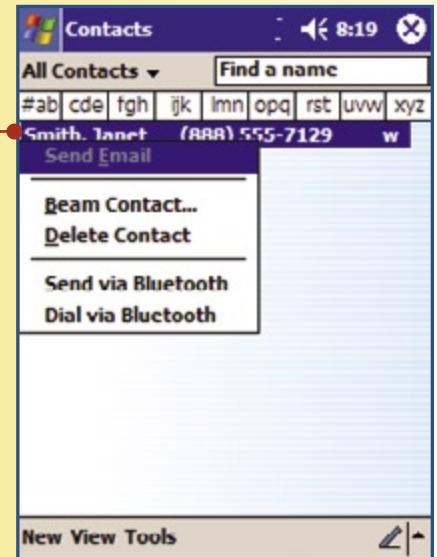 Contacts 8:19
All Contacts Find a name
#ab cde fgh ijk lmn opq rst uvw xyz
Smith, Janet (888) 555-7129 w
Send Email
Beam Contact...
Delete Contact
Send via Bluetooth
Dial via Bluetooth
New View Tools